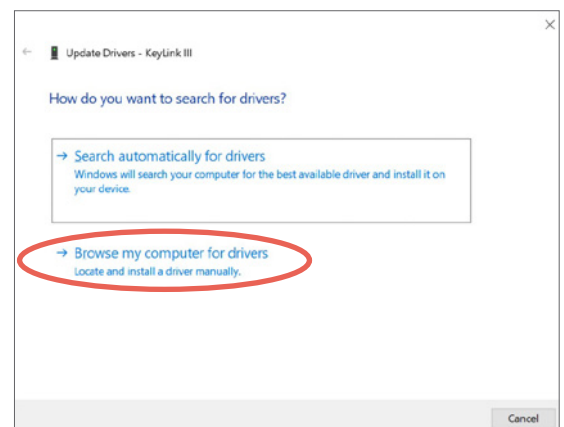 Update Drivers - KeyLink III
How do you want to search for drivers?
→ Search automatically for drivers
Windows will search your computer for the best available driver and install it on
your device.
→ Browse my computer for drivers
Locate and install a driver manually.
Cancel